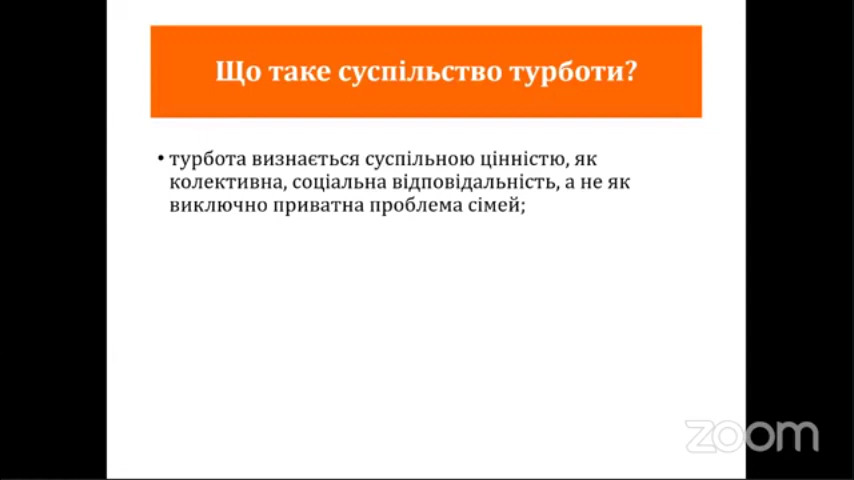 Що таке суспільство турботи?
• турбота визнається суспільною цінністю, як
колективна, соціальна відповідальність, а не як
виключно приватна проблема сімей;
zoom